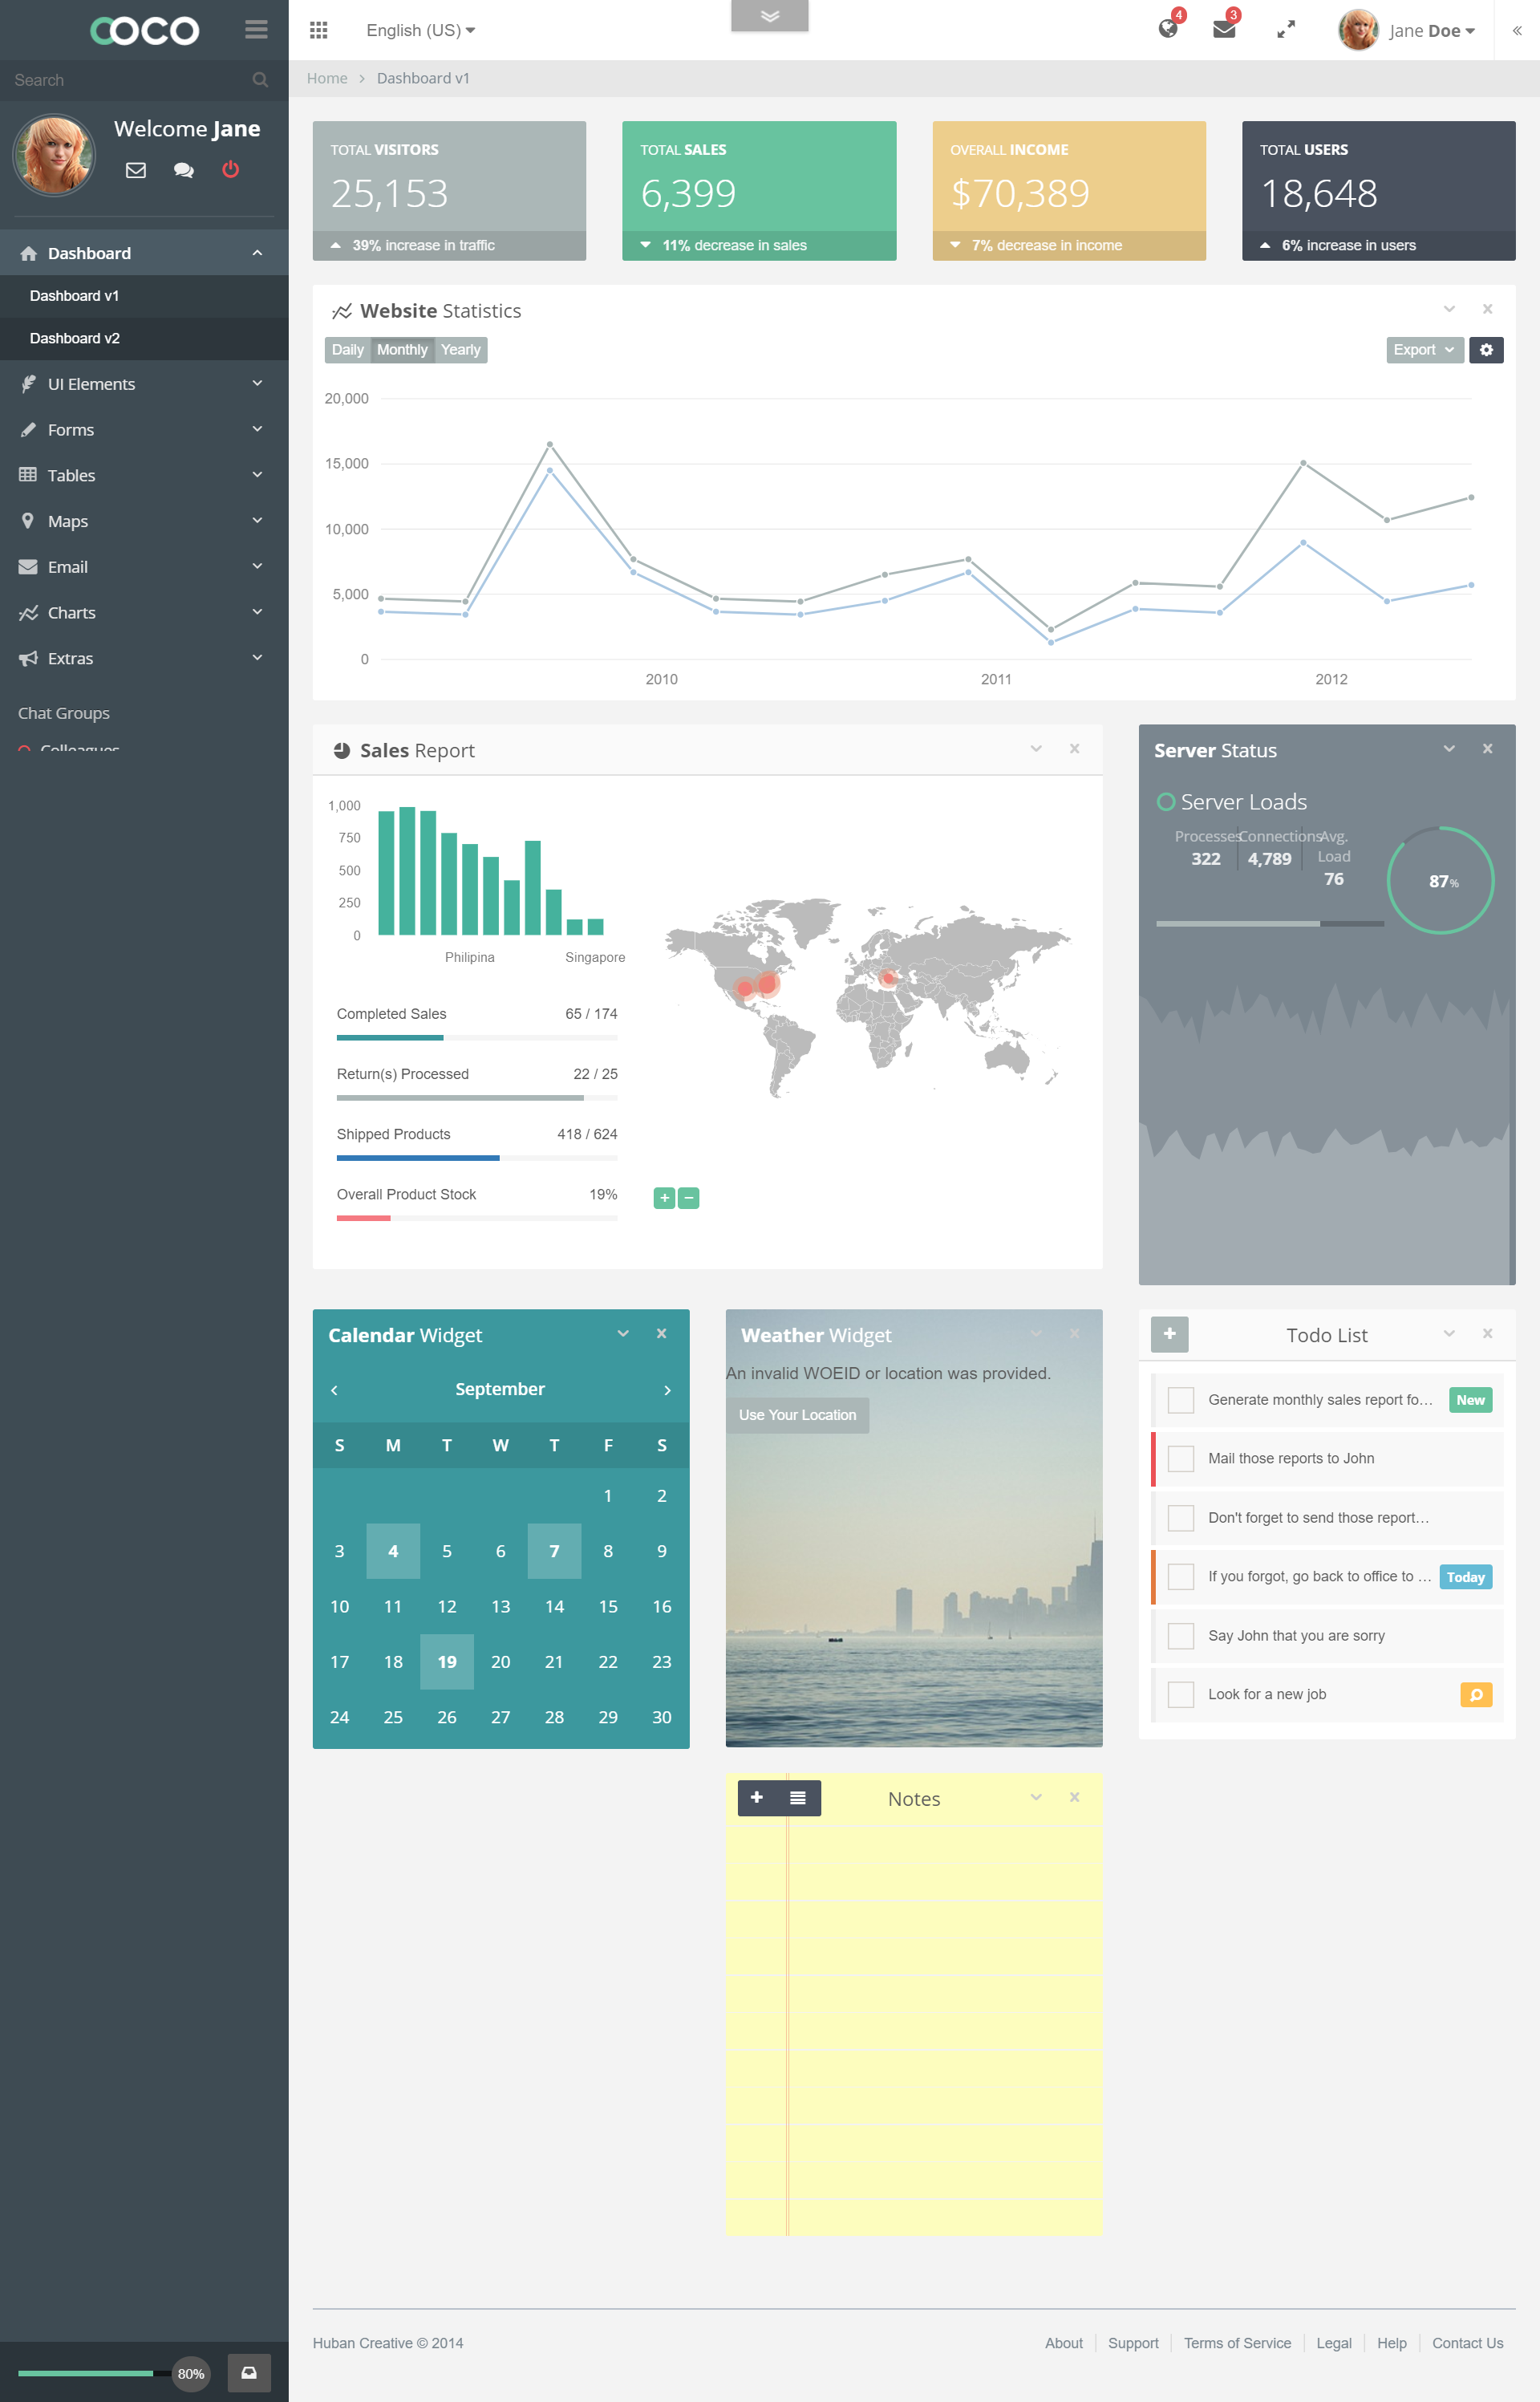 COCO
English (US)
4
3
Jane Doe
Search
Home
Dashboard v1
Welcome Jane
TOTAL VISITORS
25,153
39% increase in traffic
TOTAL SALES
6,399
11% decrease in sales
OVERALL INCOME
$70,389
7% decrease in income
TOTAL USERS
18,648
6% increase in users
Dashboard
Dashboard v1
Dashboard v2
UI Elements
Forms
Tables
Maps
Email
Charts
Extras
Chat Groups
Colleagues
Website Statistics
Daily Monthly Yearly
Export
20,000
15,000
10,000
5,000
0
2010 2011 2012
Sales Report
1,000
750
500
250
0
Philipina Singapore
Completed Sales 65 / 174
Return(s) Processed 22 / 25
Shipped Products 418 / 624
Overall Product Stock 19%
+ −
Server Status
Server Loads
Processes
322
Connections
4,789
Avg.
Load
76
87%
Calendar Widget
September
S M T W T F S
1 2
3 4 5 6 7 8 9
10 11 12 13 14 15 16
17 18 19 20 21 22 23
24 25 26 27 28 29 30
Weather Widget
An invalid WOEID or location was provided.
Use Your Location
Todo List
Generate monthly sales report fo... New
Mail those reports to John
Don't forget to send those report...
If you forgot, go back to office to ... Today
Say John that you are sorry
Look for a new job
Notes
80%
Huban Creative © 2014
About Support Terms of Service Legal Help Contact Us